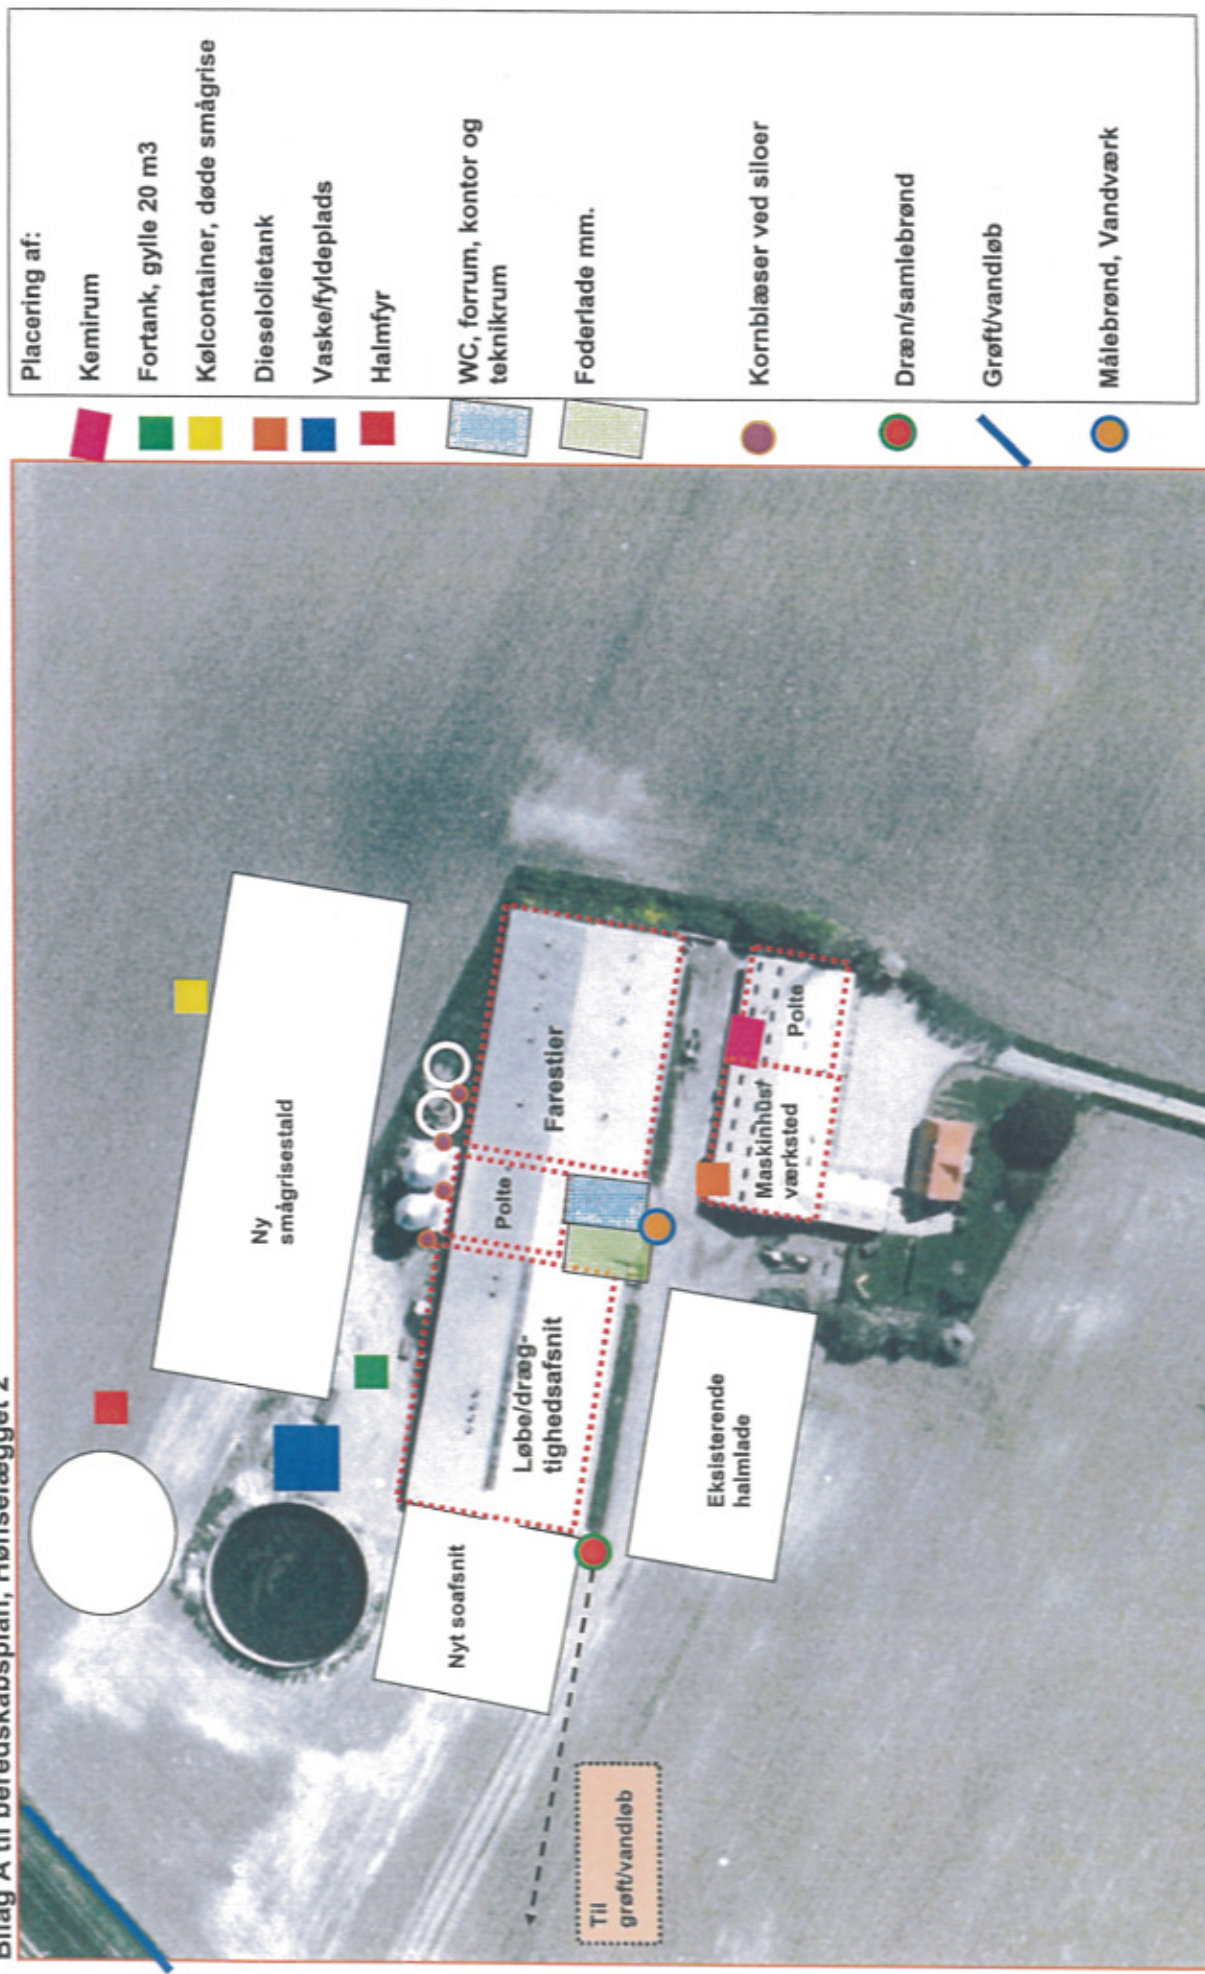 Bilag A til beredskabsplan, Hønselægget 2
Placering af:
Kemirum
Fortank, gylle 20 m3
Kølcontainer, døde smågrise
Dieselolietank
Vaske/fyldeplads
Halmfyr
WC, forrum, kontor og
teknikrum
Foderlade mm.
Kornblæser ved siloer
Dræn/samlebrønd
Grøft/vandløb
Målebrønd, Vandværk
Ny
smågrisestald
Farestier
Polte
Løbe/dræg-
tighedsafsnit
Nyt soafsnit
Polte
Maskinhus/
værksted
Eksisterende
halmlade
Til
grøft/vandløb